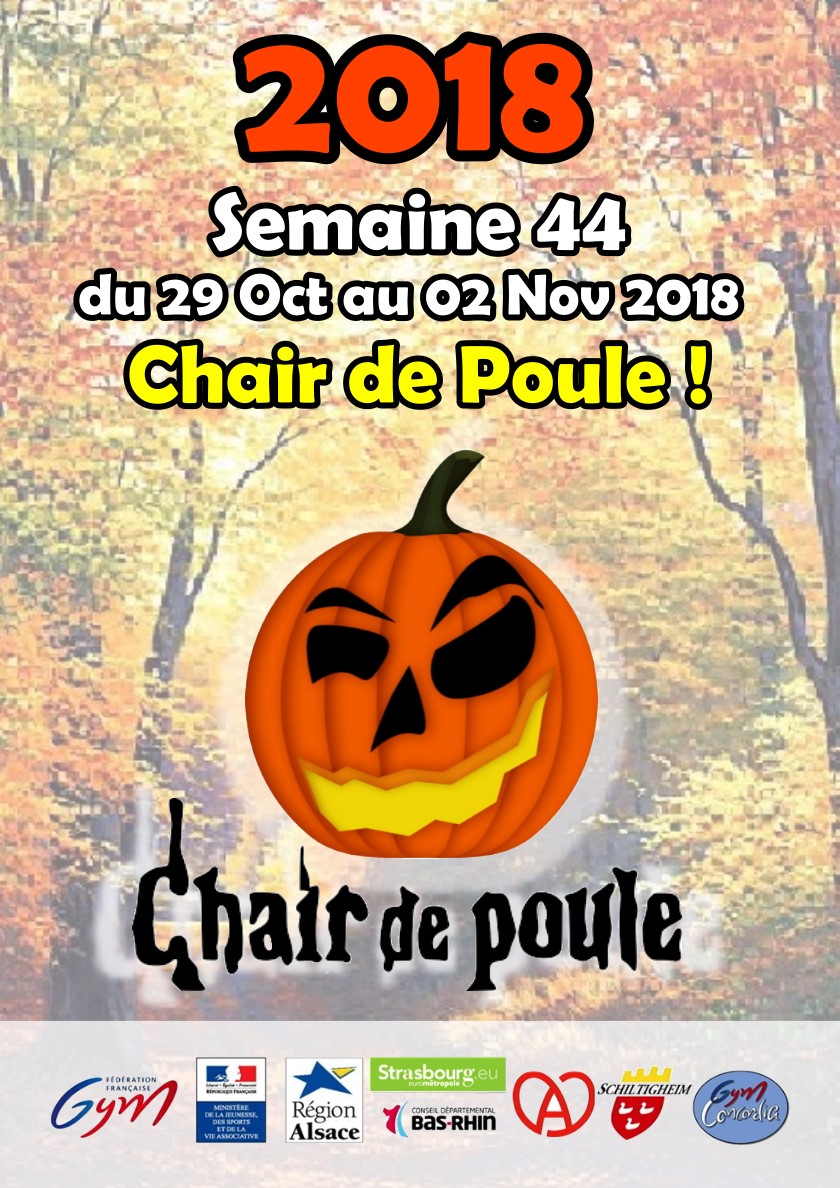 2018
Semaine 44
du 29 Oct au 02 Nov 2018
Chair de Poule !
Chair de poule
FÉDÉRATION
FRANÇAISE
Gym
Liberté • Égalité • Fraternité
RÉPUBLIQUE FRANÇAISE
MINISTÈRE
DE LA JEUNESSE,
DES SPORTS
ET DE LA
VIE ASSOCIATIVE
Région
Alsace
Strasbourg.eu
eurométropole
CONSEIL DÉPARTEMENTAL
BAS-RHIN
A
SCHILTIGHEIM
Gym
Concordia